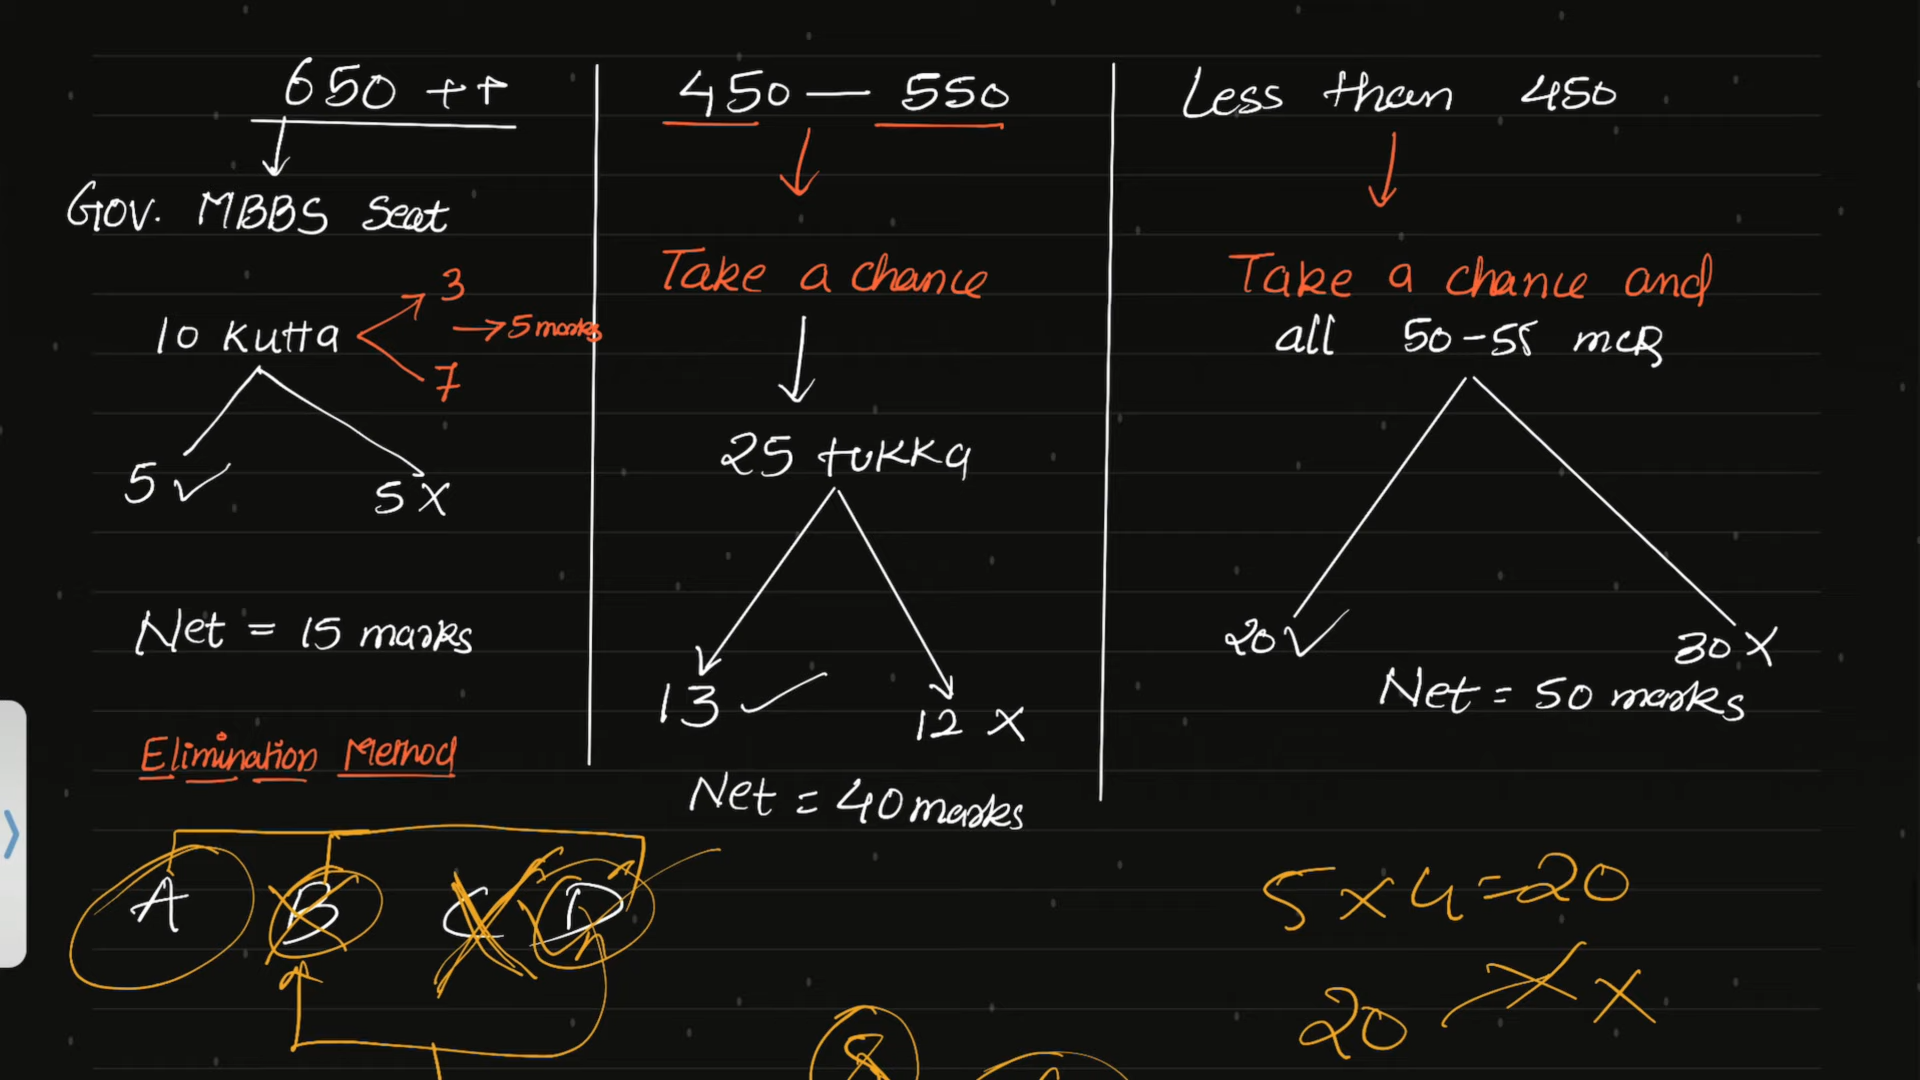 650 ++
Gov. MBBS Seat
10 Kutta
3
→ 5 marks
7
5 ✓
5 X
Net = 15 marks
Elimination Method
A B C D
450 — 550
Take a chance
25 tukka
13 ✓
12 X
Net = 40 marks
Less than 450
Take a chance and
all 50-55 mcq
20 ✓
30 X
Net = 50 marks
5 x 4 = 20
20